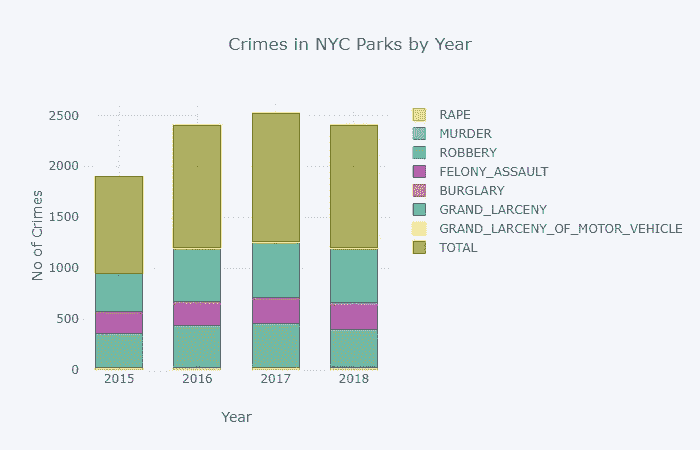 Crimes in NYC Parks by Year
2500
2000
1500
1000
500
0
No of Crimes
2015 2016 2017 2018
Year
RAPE
MURDER
ROBBERY
FELONY_ASSAULT
BURGLARY
GRAND_LARCENY
GRAND_LARCENY_OF_MOTOR_VEHICLE
TOTAL